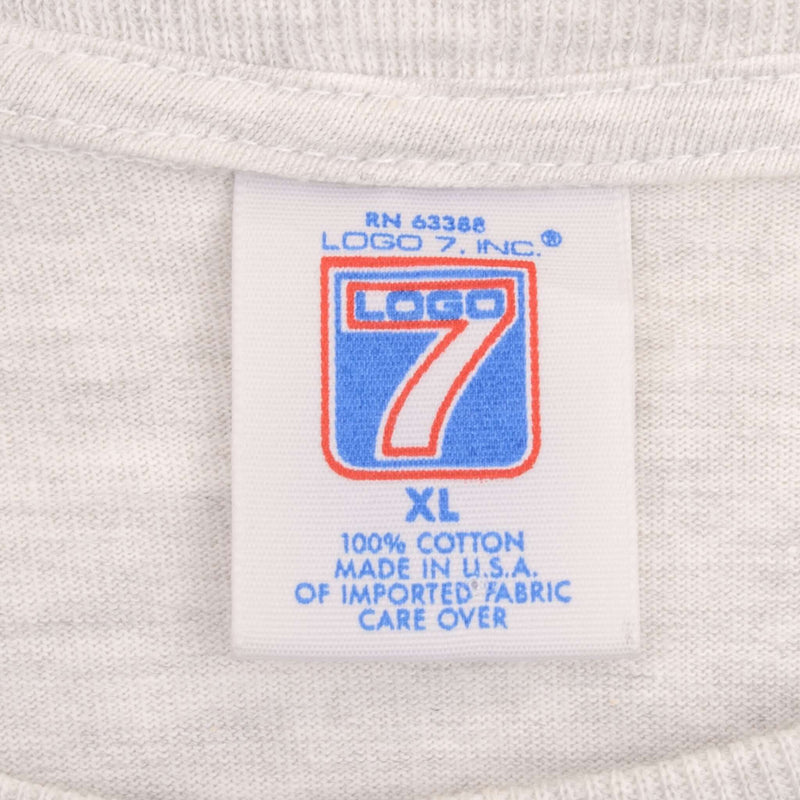 RN 63388
LOGO 7, INC.®
LOGO
7
XL
100% COTTON
MADE IN U.S.A.
OF IMPORTED FABRIC
CARE OVER